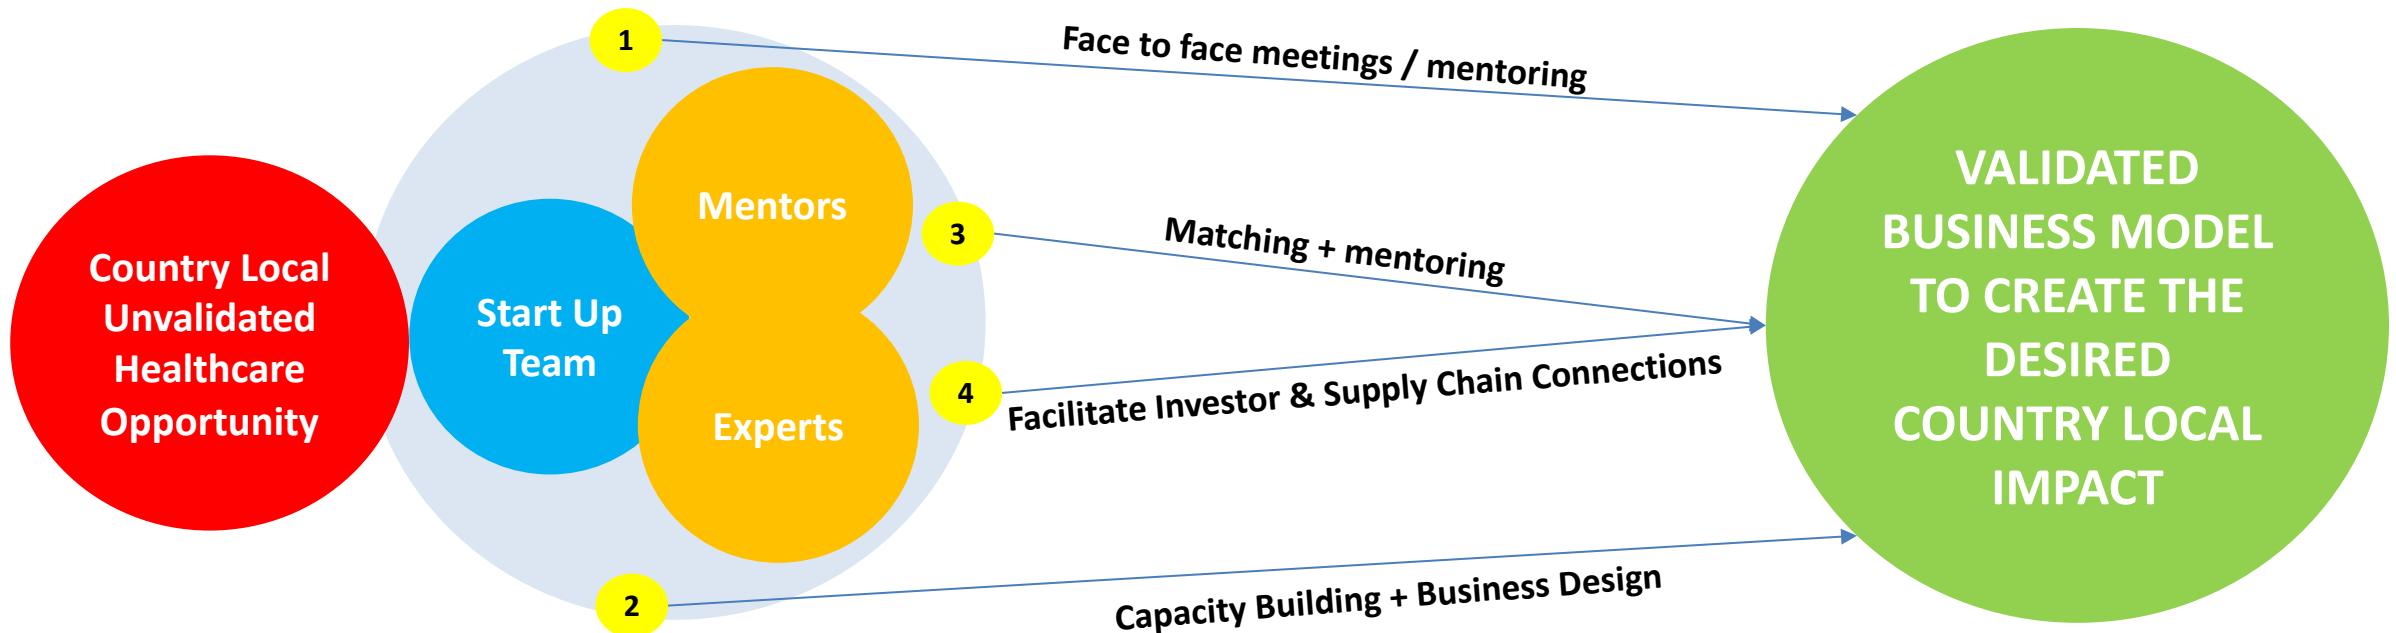 1
Face to face meetings / mentoring
Country Local
Unvalidated
Healthcare
Opportunity
Start Up
Team
Mentors
Experts
3
Matching + mentoring
4
Facilitate Investor & Supply Chain Connections
2
Capacity Building + Business Design
VALIDATED
BUSINESS MODEL
TO CREATE THE
DESIRED
COUNTRY LOCAL
IMPACT